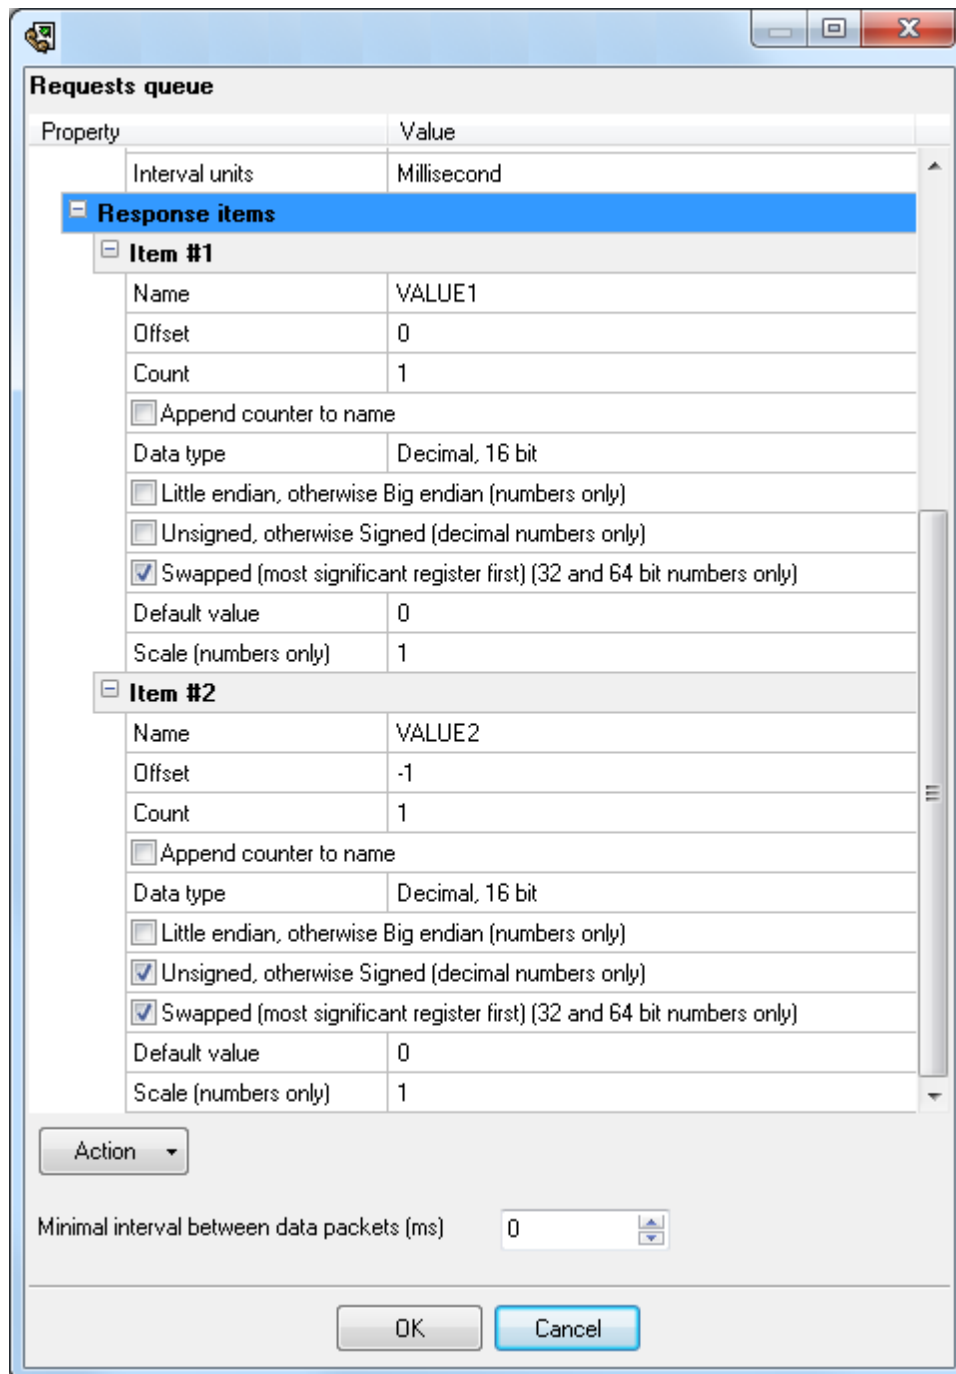 Requests queue
Property Value
Interval units Millisecond
Response items
Item #1
Name VALUE1
Offset 0
Count 1
Append counter to name
Data type Decimal, 16 bit
Little endian, otherwise Big endian (numbers only)
Unsigned, otherwise Signed (decimal numbers only)
Swapped (most significant register first) (32 and 64 bit numbers only)
Default value 0
Scale (numbers only) 1
Item #2
Name VALUE2
Offset -1
Count 1
Append counter to name
Data type Decimal, 16 bit
Little endian, otherwise Big endian (numbers only)
Unsigned, otherwise Signed (decimal numbers only)
Swapped (most significant register first) (32 and 64 bit numbers only)
Default value 0
Scale (numbers only) 1
Action
Minimal interval between data packets (ms) 0
OK Cancel